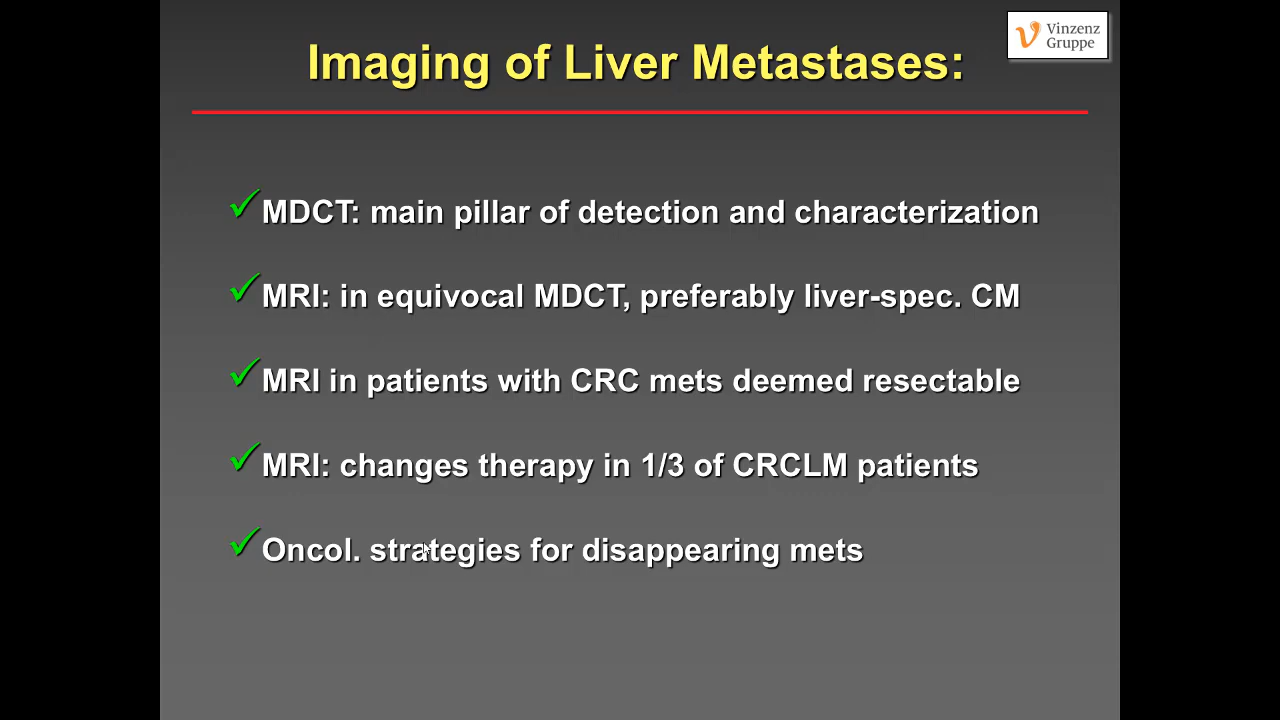 Vinzenz
Gruppe
Imaging of Liver Metastases:
MDCT: main pillar of detection and characterization
MRI: in equivocal MDCT, preferably liver-spec. CM
MRI in patients with CRC mets deemed resectable
MRI: changes therapy in 1/3 of CRCLM patients
Oncol. strategies for disappearing mets